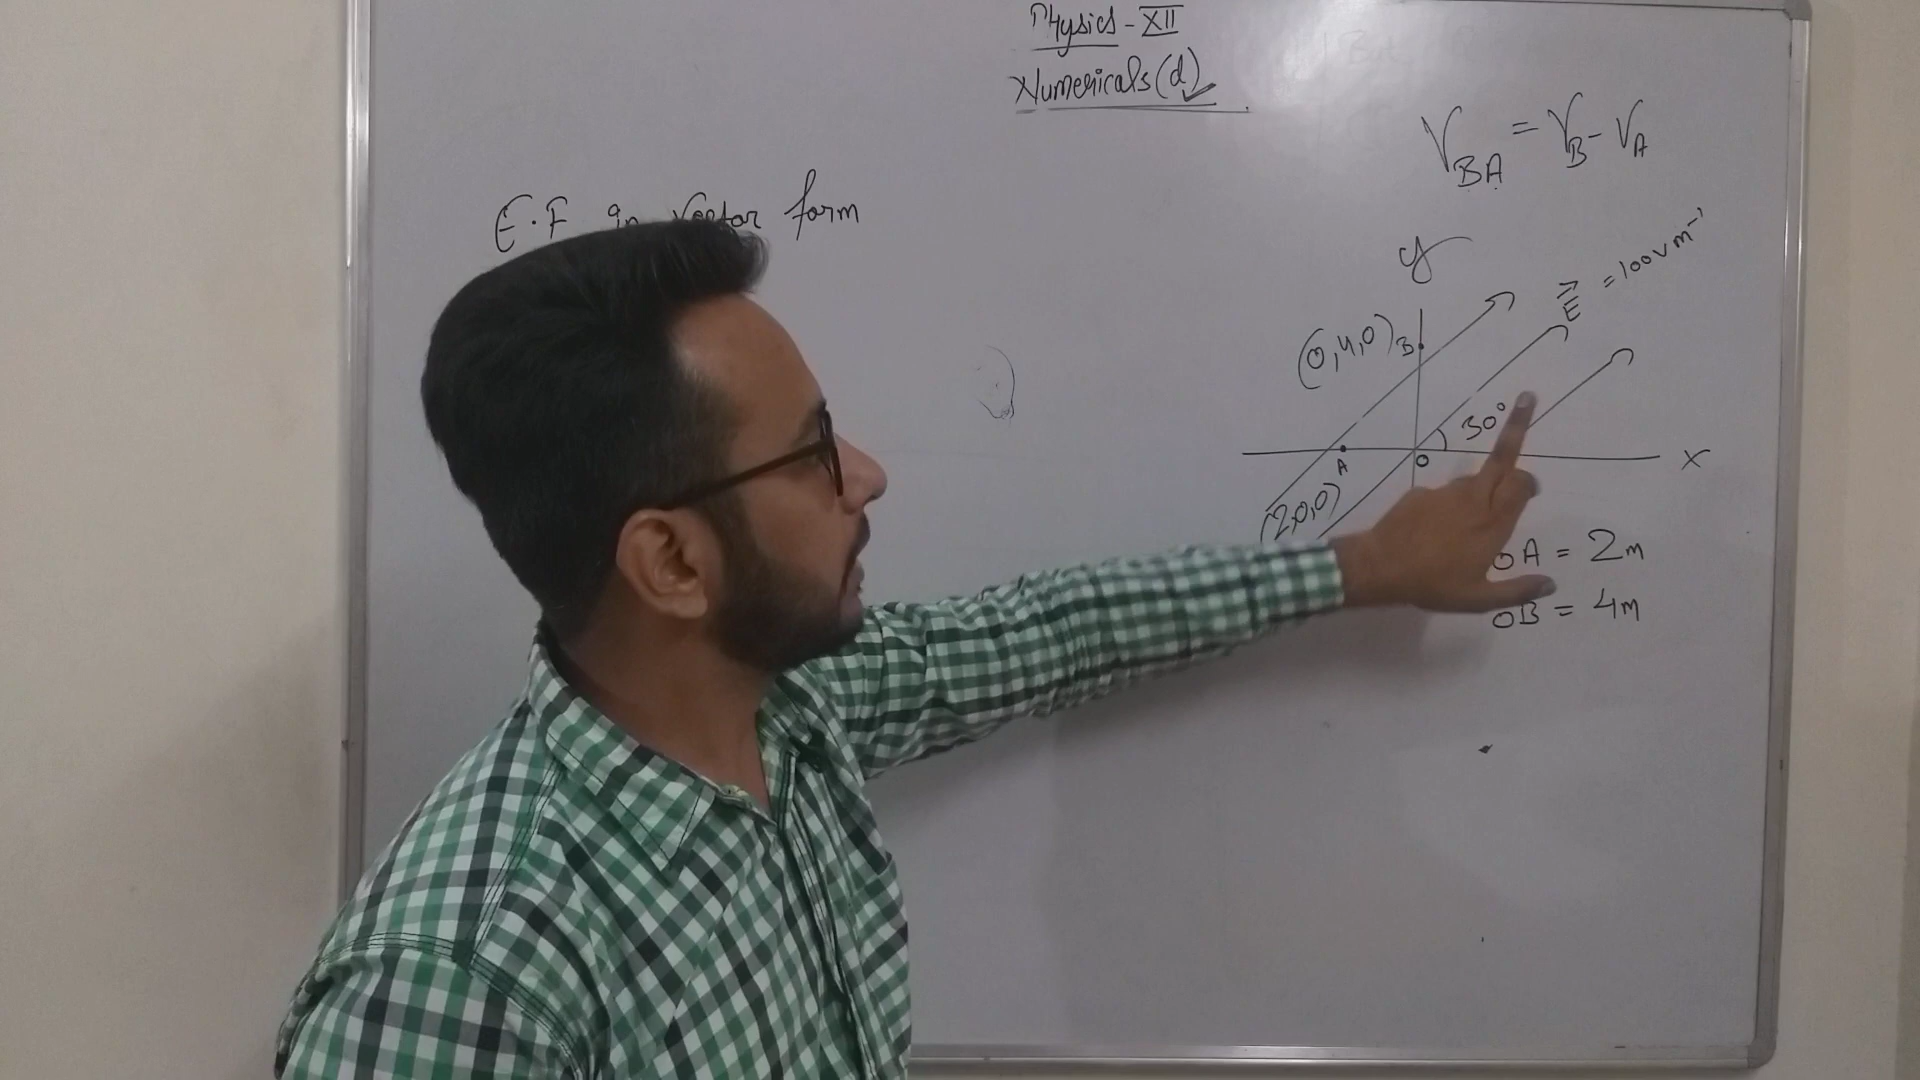 Physics - XII
Numericals (d)
V_BA = V_B - V_A
E.F in Vector form
y
E⃗ = 100 V m⁻¹
(0,4,0) B
30°
A O X
(2,0,0)
OA = 2m
OB = 4m